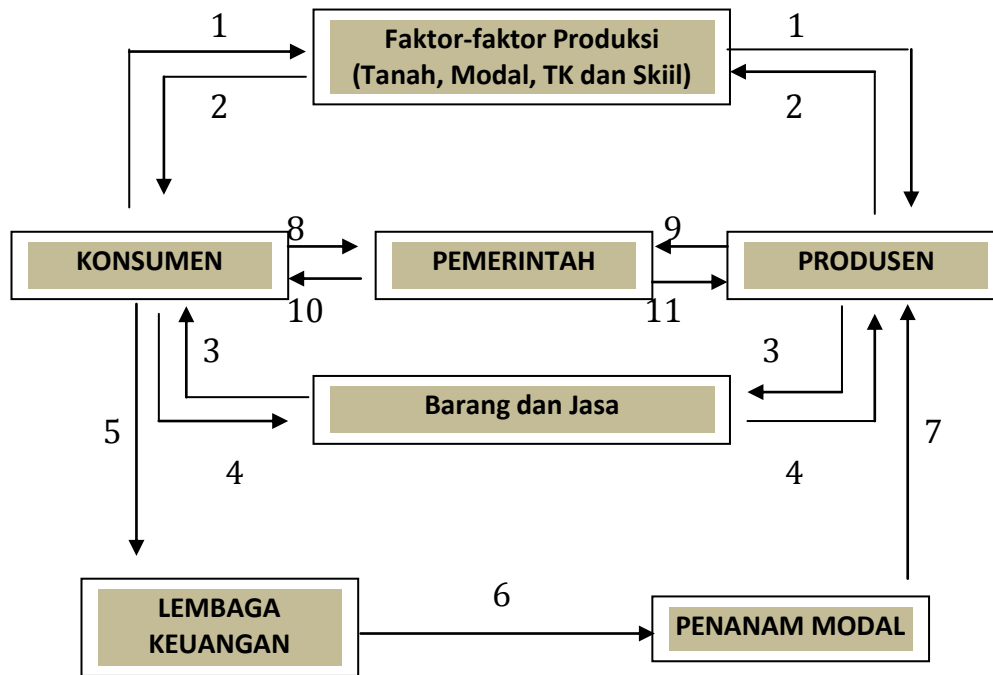 1
Faktor-faktor Produksi
(Tanah, Modal, TK dan Skiil)
1
2
2
KONSUMEN
8
PEMERINTAH
9
PRODUSEN
10
11
3
3
Barang dan Jasa
5
4
4
7
LEMBAGA
KEUANGAN
6
PENANAM MODAL